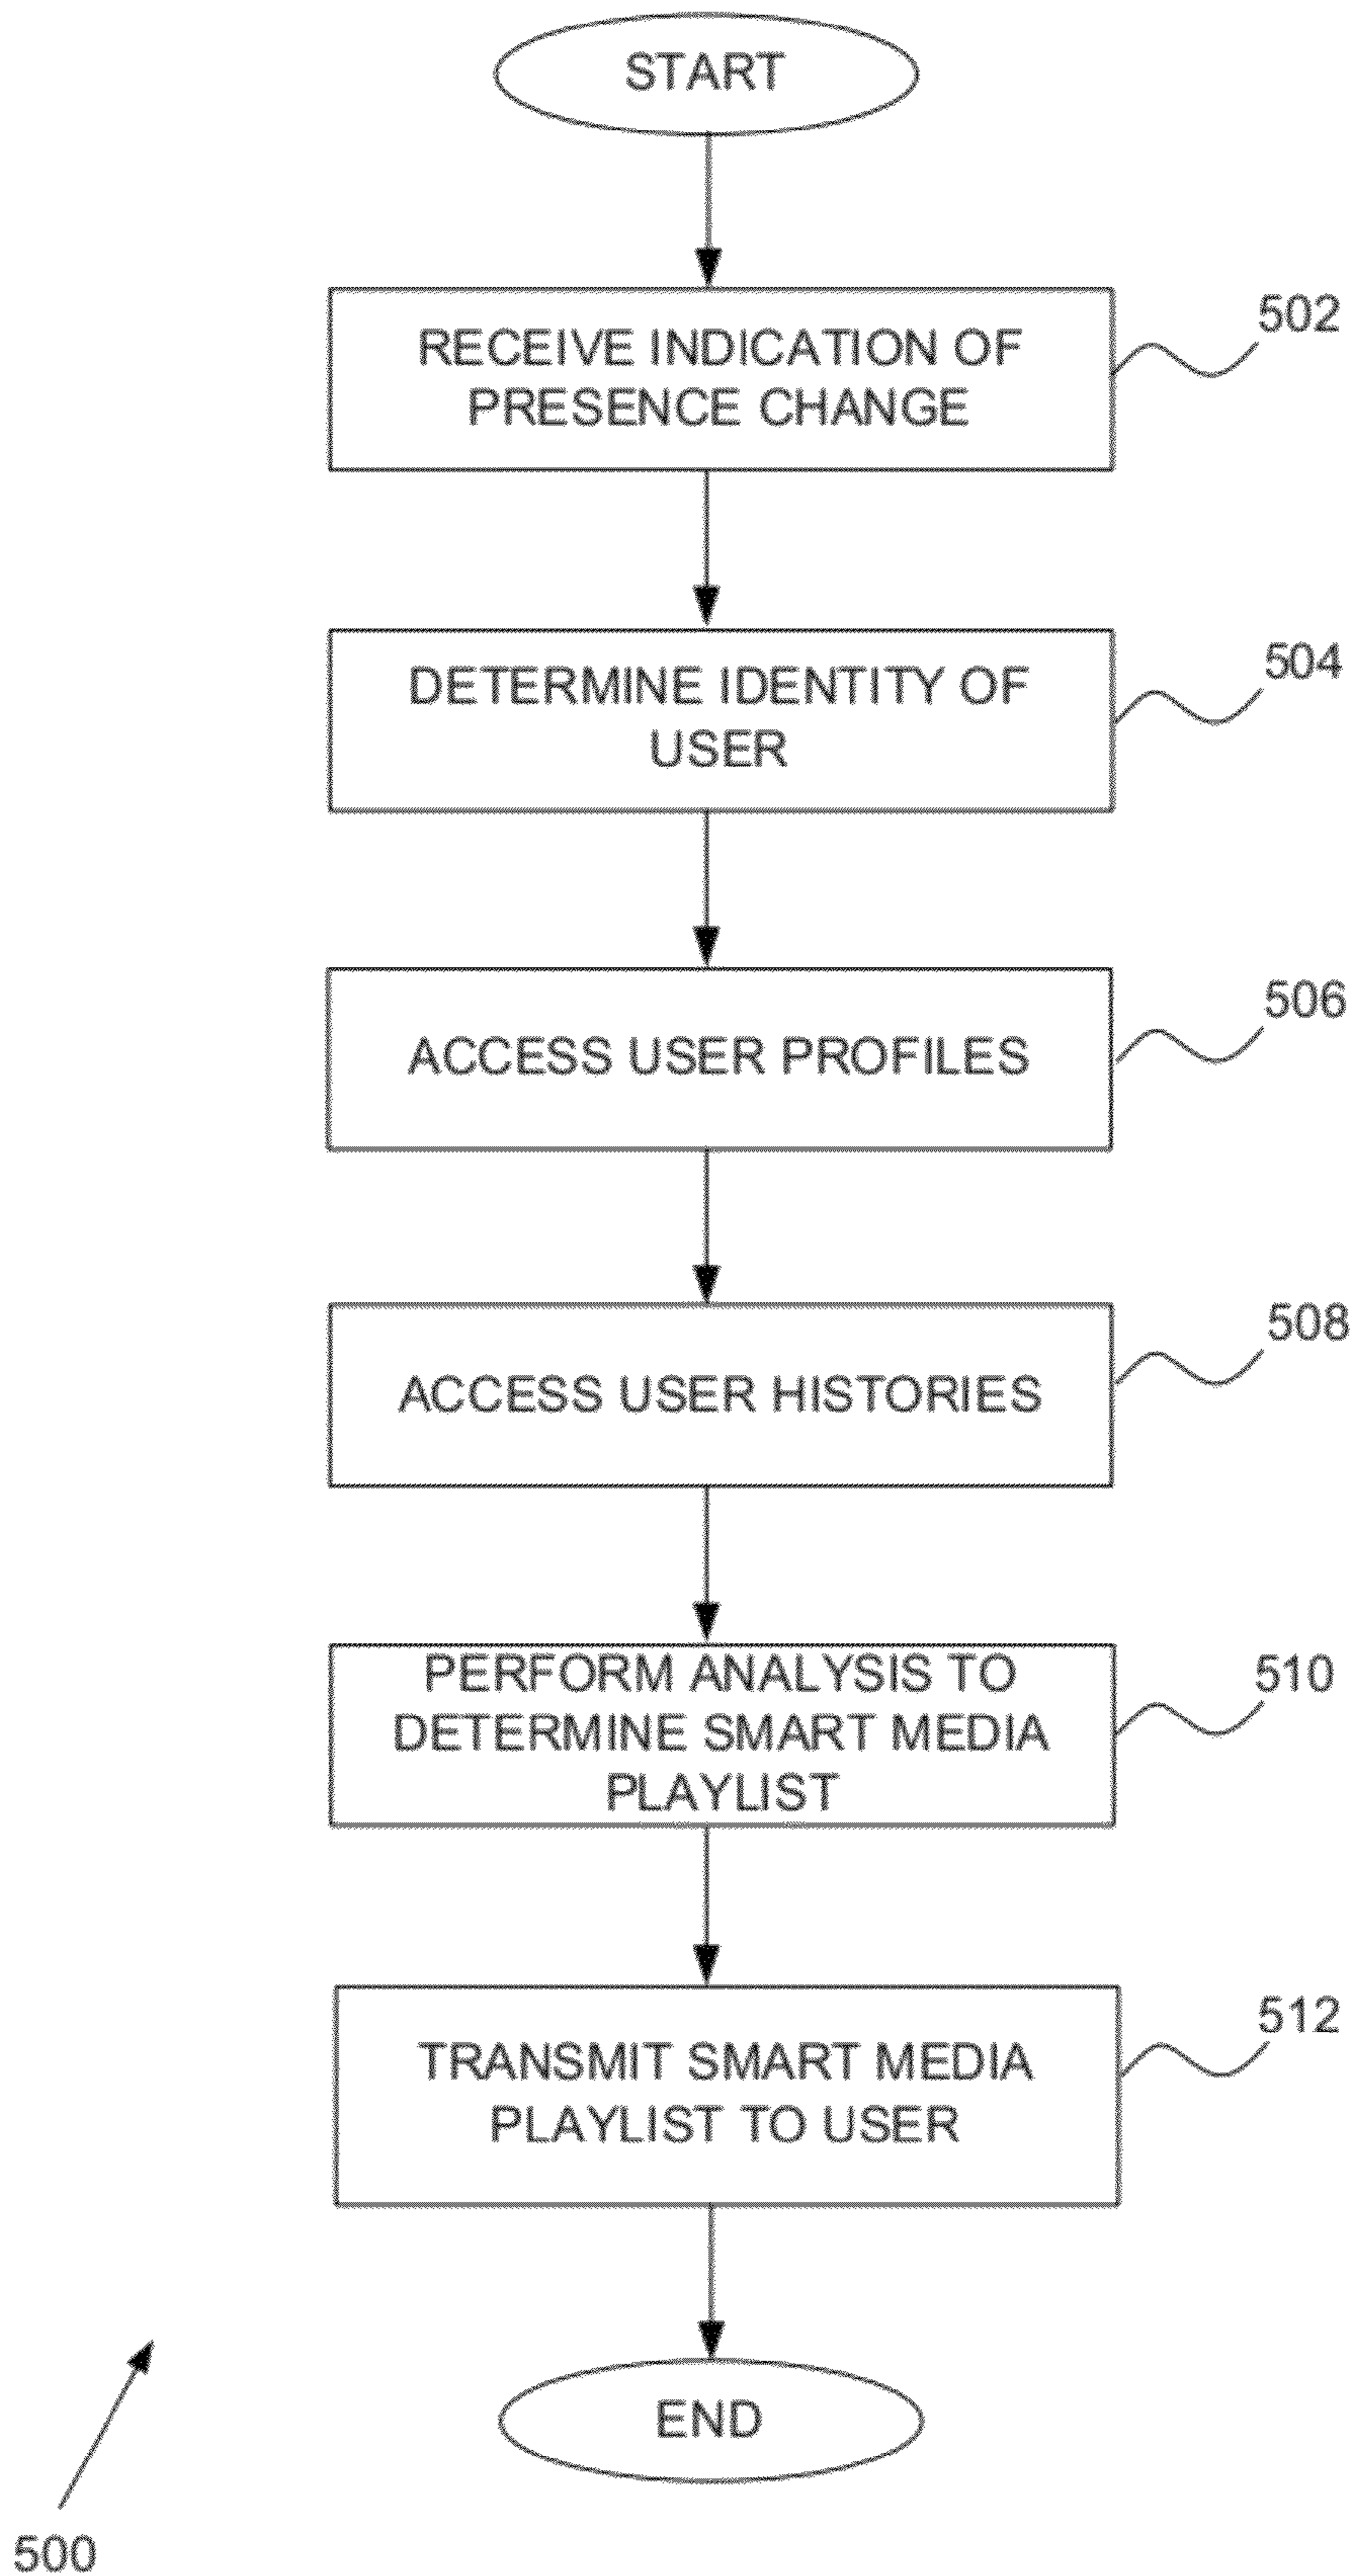 START
RECEIVE INDICATION OF
PRESENCE CHANGE
502
DETERMINE IDENTITY OF
USER
504
ACCESS USER PROFILES
506
ACCESS USER HISTORIES
508
PERFORM ANALYSIS TO
DETERMINE SMART MEDIA
PLAYLIST
510
TRANSMIT SMART MEDIA
PLAYLIST TO USER
512
END
500